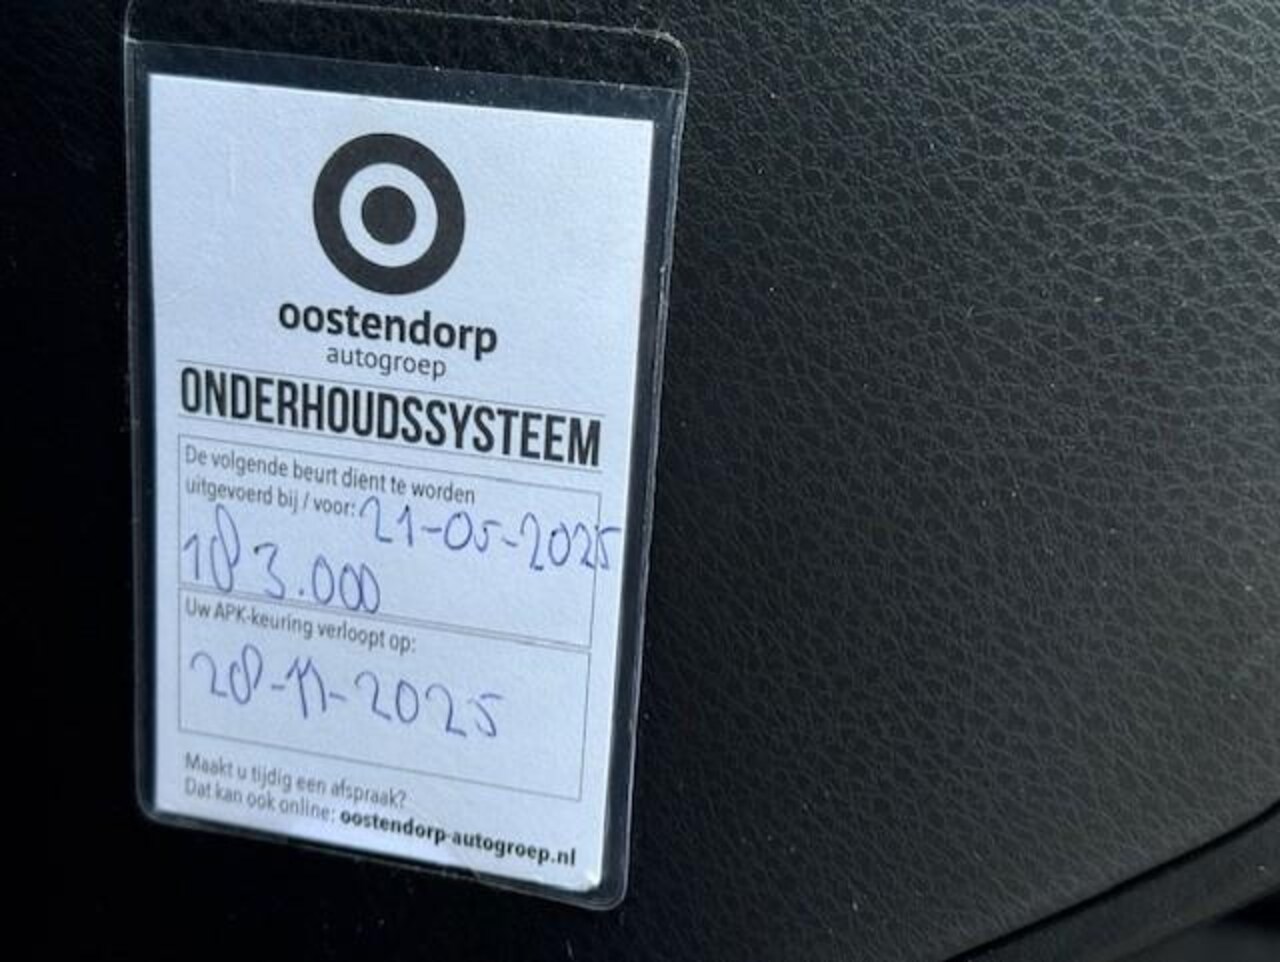 oostendorp
autogroep
ONDERHOUDSSYSTEEM
De volgende beurt dient te worden
uitgevoerd bij / voor: 21-05-2025
183.000
Uw APK-keuring verloopt op:
28-11-2025
Maakt u tijdig een afspraak?
Dat kan ook online: oostendorp-autogroep.nl